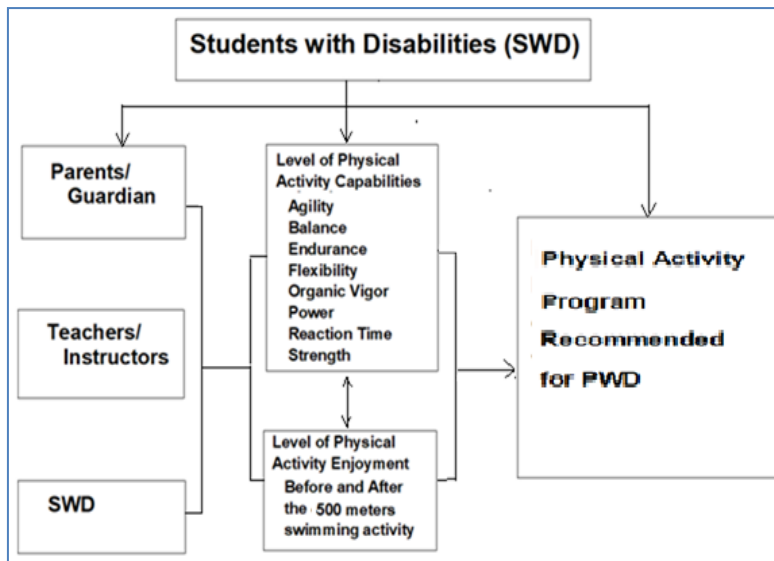 Students with Disabilities (SWD)
Parents/
Guardian
Teachers/
Instructors
SWD
Level of Physical
Activity Capabilities
Agility
Balance
Endurance
Flexibility
Organic Vigor
Power
Reaction Time
Strength
Level of Physical
Activity Enjoyment
Before and After
the 500 meters
swimming activity
Physical Activity
Program
Recommended
for PWD